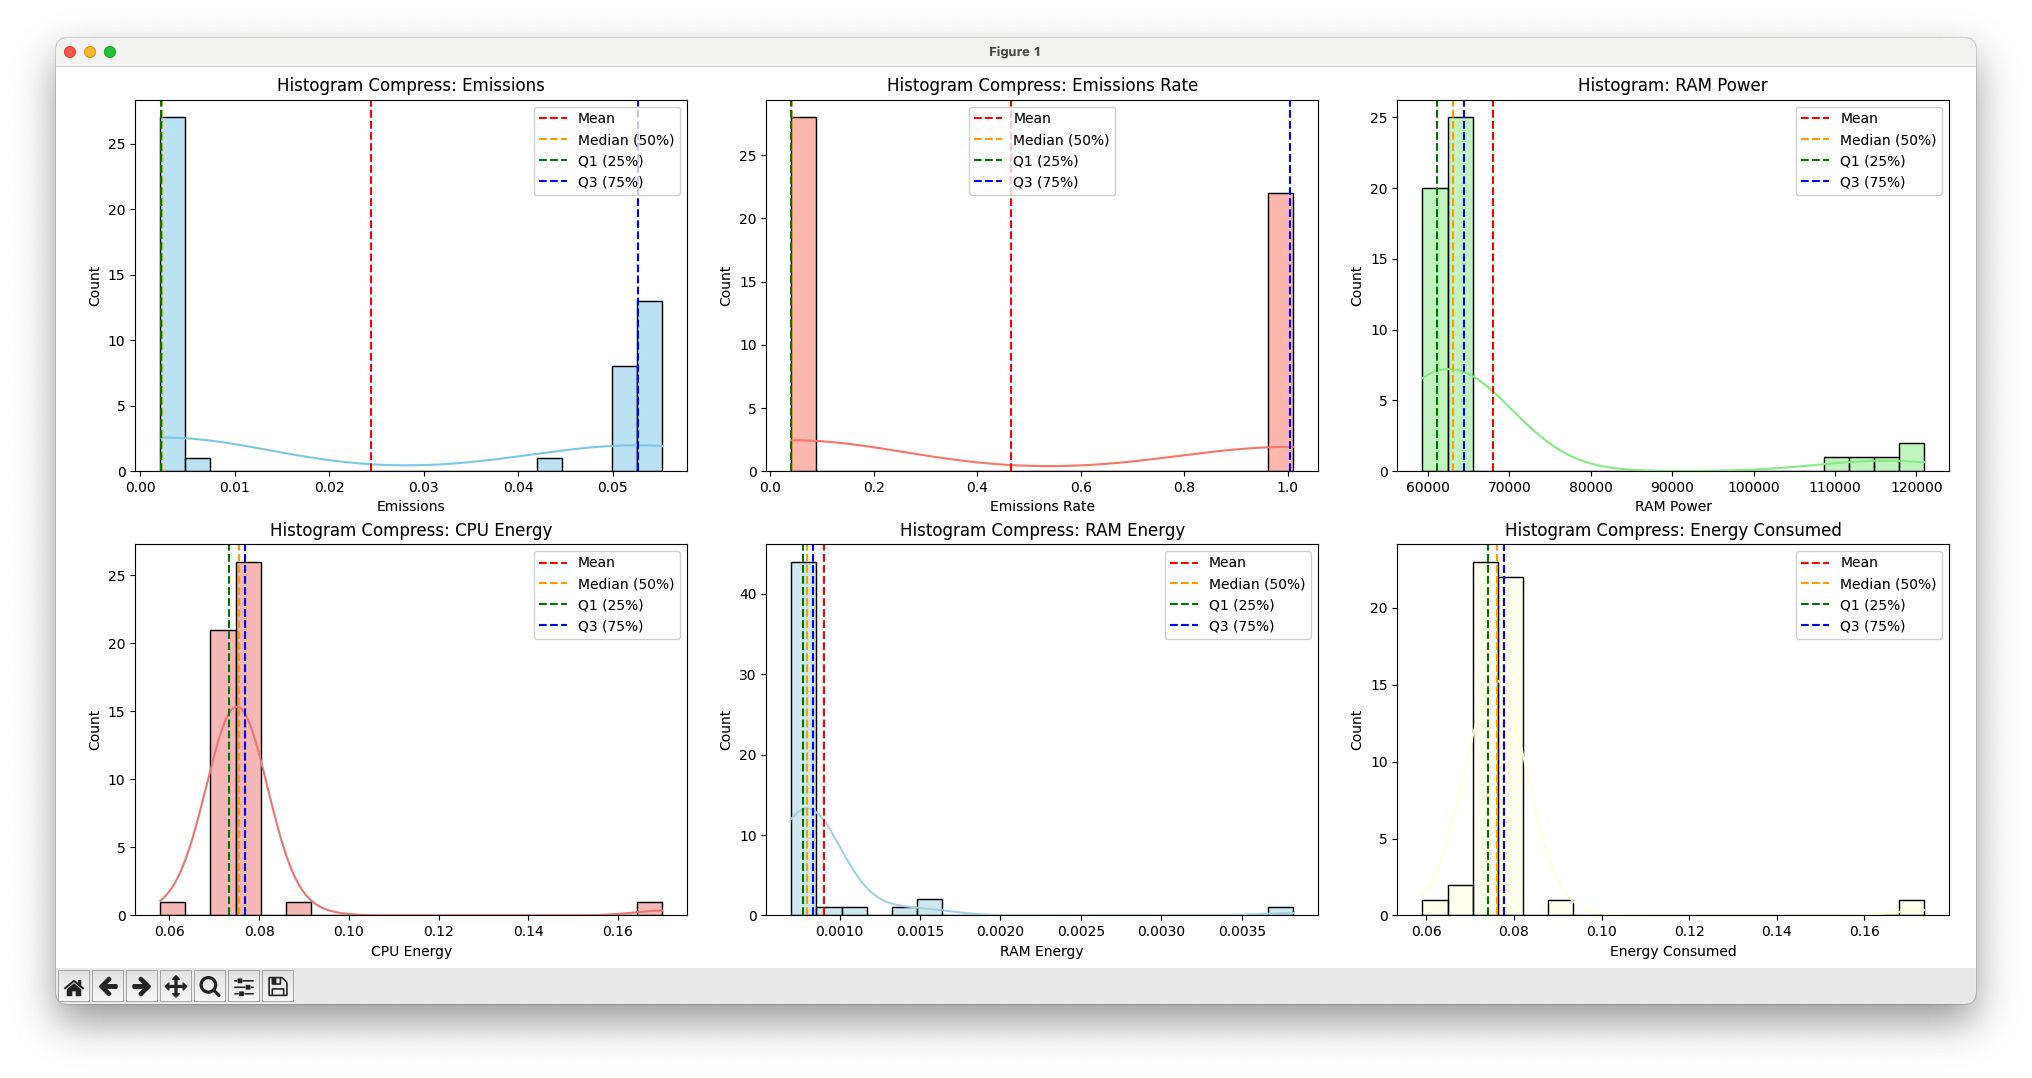 Figure 1
Histogram Compress: Emissions
Mean
Median (50%)
Q1 (25%)
Q3 (75%)
Count
25
20
15
10
5
0
0.00 0.01 0.02 0.03 0.04 0.05
Emissions
Histogram Compress: Emissions Rate
Mean
Median (50%)
Q1 (25%)
Q3 (75%)
Count
25
20
15
10
5
0
0.0 0.2 0.4 0.6 0.8 1.0
Emissions Rate
Histogram: RAM Power
Mean
Median (50%)
Q1 (25%)
Q3 (75%)
Count
25
20
15
10
5
0
60000 70000 80000 90000 100000 110000 120000
RAM Power
Histogram Compress: CPU Energy
Mean
Median (50%)
Q1 (25%)
Q3 (75%)
Count
25
20
15
10
5
0
0.06 0.08 0.10 0.12 0.14 0.16
CPU Energy
Histogram Compress: RAM Energy
Mean
Median (50%)
Q1 (25%)
Q3 (75%)
Count
40
30
20
10
0
0.0010 0.0015 0.0020 0.0025 0.0030 0.0035
RAM Energy
Histogram Compress: Energy Consumed
Mean
Median (50%)
Q1 (25%)
Q3 (75%)
Count
20
15
10
5
0
0.06 0.08 0.10 0.12 0.14 0.16
Energy Consumed